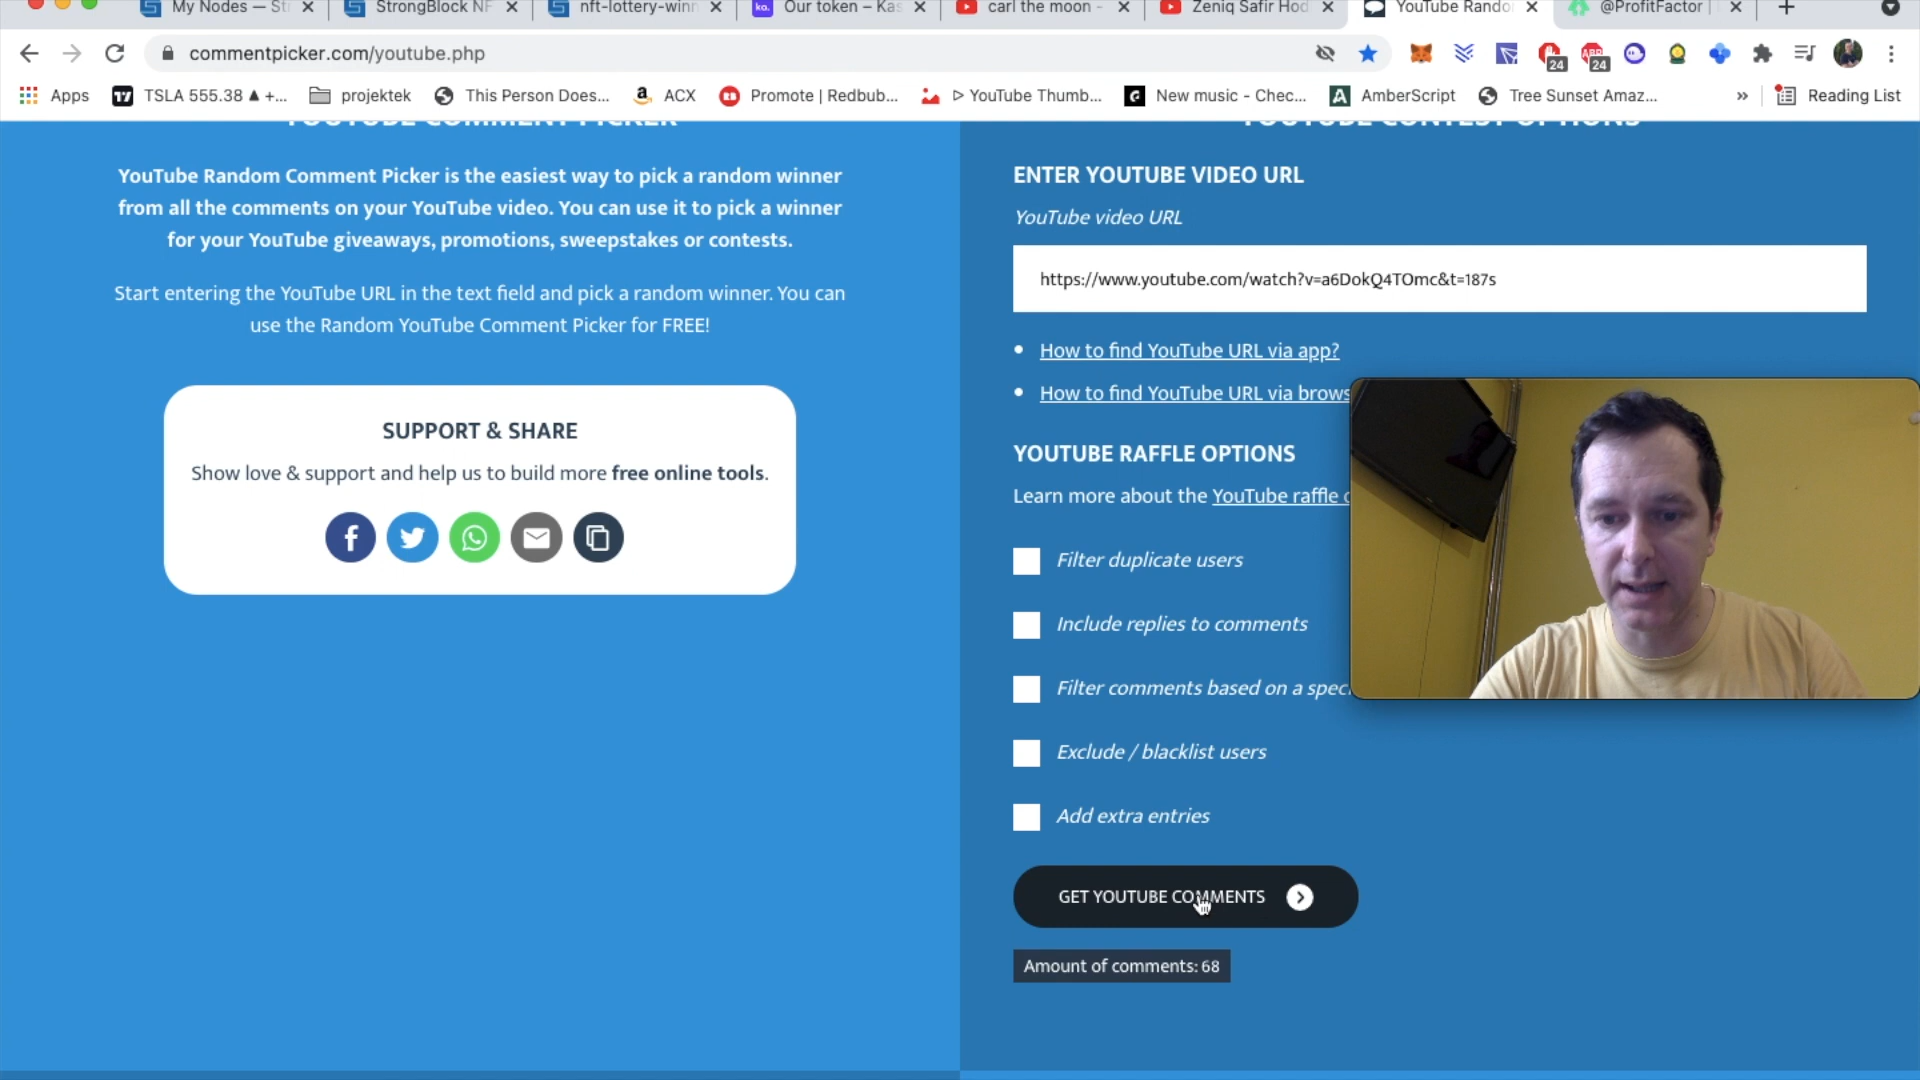 My Nodes — St
StrongBlock NF
nft-lottery-winn
Our token – Kas
carl the moon -
Zeniq Safir Hod
YouTube Rando
@ProfitFactor |
commentpicker.com/youtube.php
24
24
Apps
TSLA 555.38 ▲ +...
projektek
This Person Does...
ACX
Promote | Redbub...
ᐅ YouTube Thumb...
New music - Chec...
AmberScript
Tree Sunset Amaz...
»
Reading List
YOUTUBE COMMENT PICKER
YouTube Random Comment Picker is the easiest way to pick a random winner
from all the comments on your YouTube video. You can use it to pick a winner
for your YouTube giveaways, promotions, sweepstakes or contests.
Start entering the YouTube URL in the text field and pick a random winner. You can
use the Random YouTube Comment Picker for FREE!
SUPPORT & SHARE
Show love & support and help us to build more free online tools.
YOUTUBE CONTEST OPTIONS
ENTER YOUTUBE VIDEO URL
YouTube video URL
https://www.youtube.com/watch?v=a6DokQ4TOmc&t=187s
How to find YouTube URL via app?
How to find YouTube URL via brows
YOUTUBE RAFFLE OPTIONS
Learn more about the YouTube raffle o
Filter duplicate users
Include replies to comments
Filter comments based on a spec
Exclude / blacklist users
Add extra entries
GET YOUTUBE COMMENTS
Amount of comments: 68